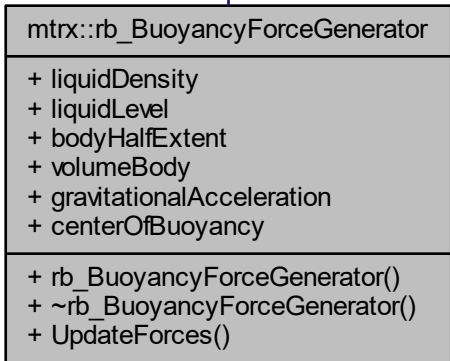 mtrx::rb_BuoyancyForceGenerator
+ liquidDensity
+ liquidLevel
+ bodyHalfExtent
+ volumeBody
+ gravitationalAcceleration
+ centerOfBuoyancy
+ rb_BuoyancyForceGenerator()
+ ~rb_BuoyancyForceGenerator()
+ UpdateForces()